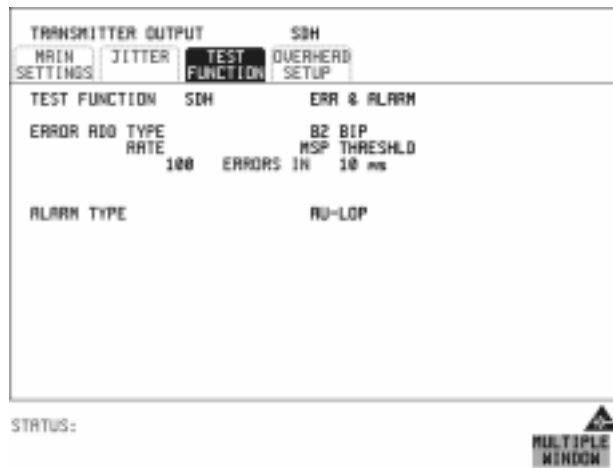 TRANSMITTER OUTPUT SDH
MAIN SETTINGS JITTER TEST FUNCTION OVERHEAD SETUP
TEST FUNCTION SDH ERR & ALARM
ERROR ADD TYPE B2 BIP
RATE MSP THRESHLD
100 ERRORS IN 10 ms
ALARM TYPE AU-LOP
STATUS:
MULTIPLE
WINDOW